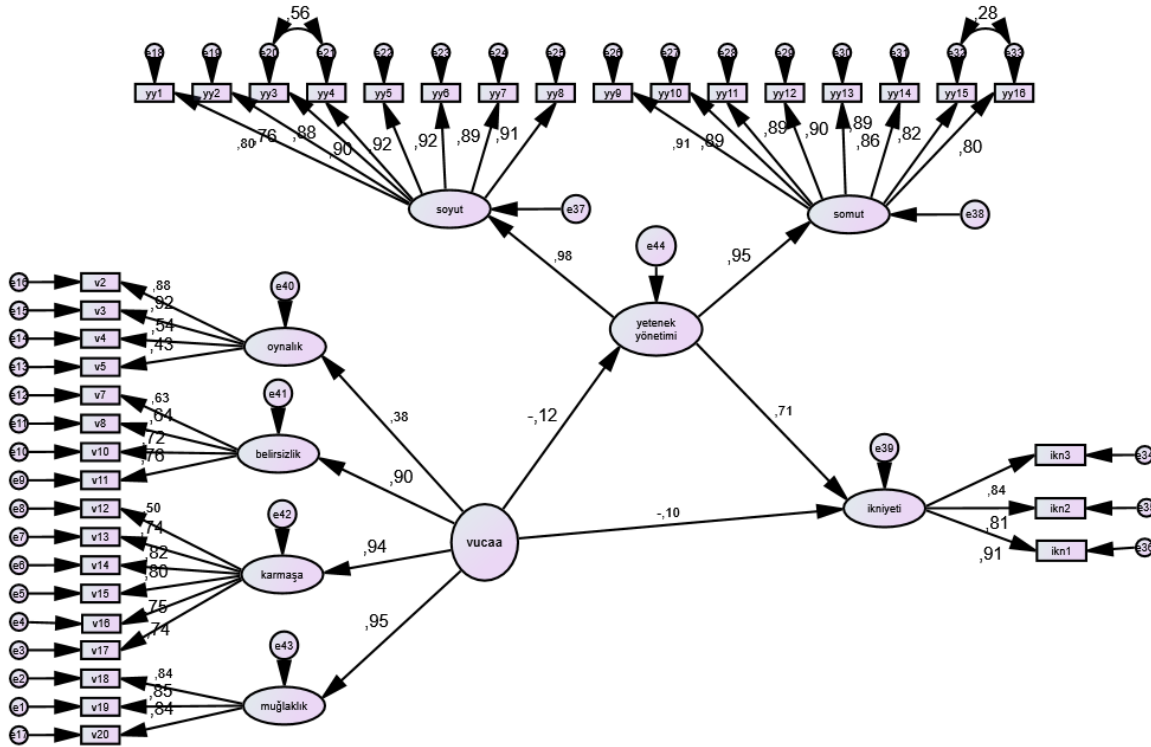 ,56
,28
e18 e19 e20 e21 e22 e23 e24 e25 e26 e27 e28 e29 e30 e31 e32 e33
yy1 yy2 yy3 yy4 yy5 yy6 yy7 yy8 yy9 yy10 yy11 yy12 yy13 yy14 yy15 yy16
,80 ,76 ,88 ,90 ,92 ,92 ,89 ,91 ,91 ,89 ,89 ,90 ,89 ,86 ,82 ,80
soyut e37 somut e38
,98 e44 ,95
yetenek
yönetimi
e16 v2 ,88
e15 v3 ,92
e14 v4 ,54
e13 v5 ,43
e40
oynalık
e12 v7 ,63
e11 v8 ,64
e10 v10 ,72
e9 v11 ,76
e41
belirsizlik
,38
-,12
,71
,90
e8 v12 ,50
e7 v13 ,74
e6 v14 ,82
e5 v15 ,80
e4 v16 ,75
e3 v17 ,74
e42
karmaşa
,94
vucaa
-,10
e39
ikniyeti
ikn3 e34
,84
ikn2 e35
,81
ikn1 e36
,91
,95
e2 v18 ,84
e1 v19 ,85
e17 v20 ,84
e43
muğlaklık